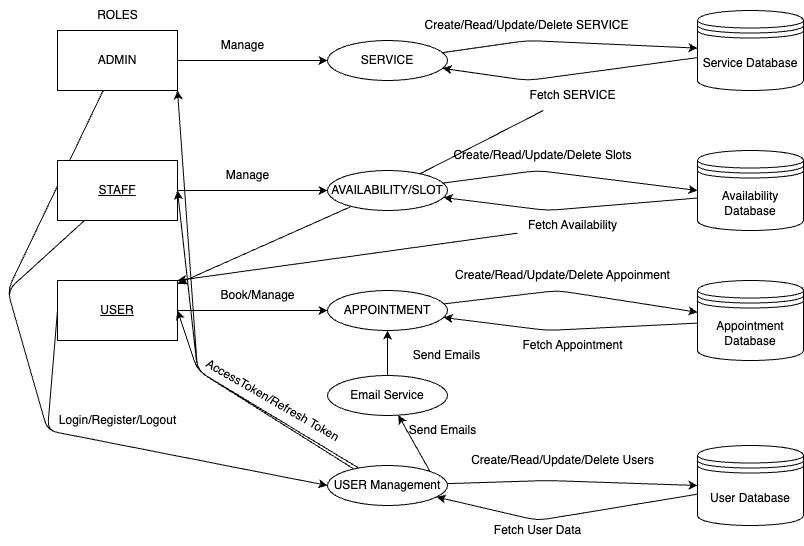 ROLES
Create/Read/Update/Delete SERVICE
Manage
ADMIN
SERVICE
Service Database
Fetch SERVICE
Create/Read/Update/Delete Slots
Manage
STAFF
AVAILABILITY/SLOT
Availability
Database
Fetch Availability
Create/Read/Update/Delete Appoinment
Book/Manage
USER
APPOINTMENT
Appointment
Database
Fetch Appointment
Send Emails
AccessToken/Refresh Token
Email Service
Login/Register/Logout
Send Emails
Create/Read/Update/Delete Users
USER Management
User Database
Fetch User Data